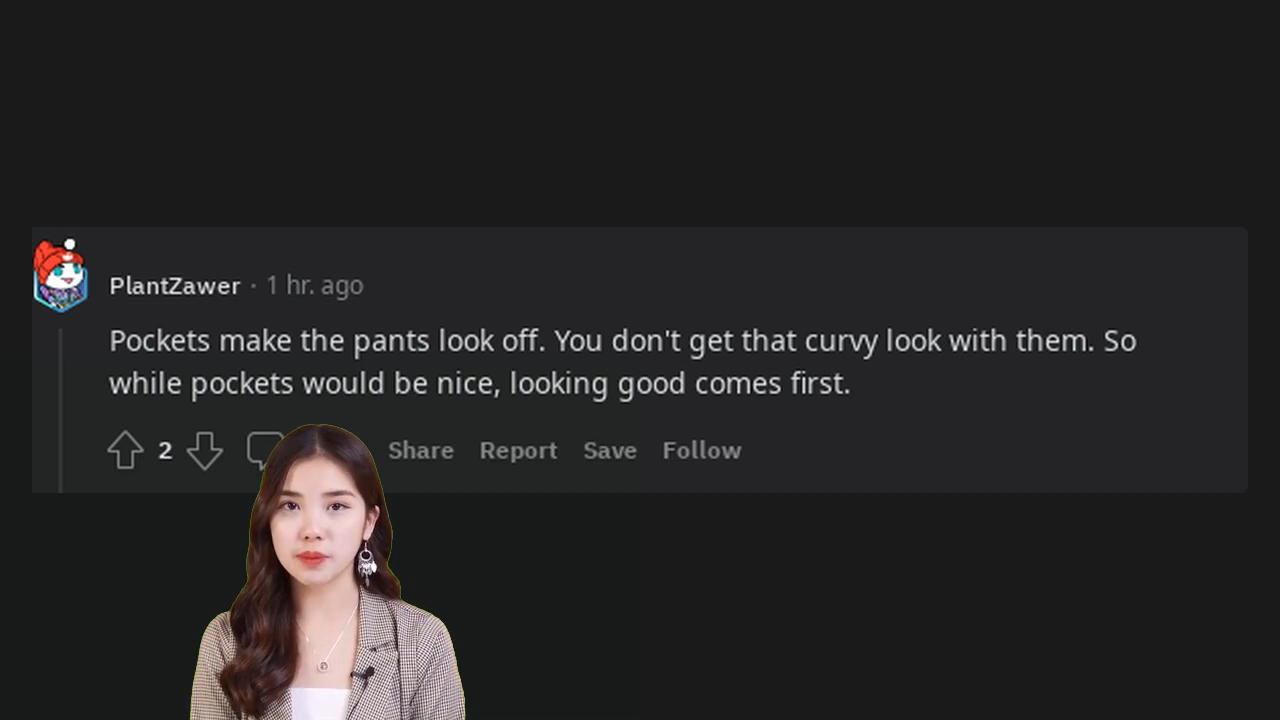 PlantZawer · 1 hr. ago
Pockets make the pants look off. You don't get that curvy look with them. So
while pockets would be nice, looking good comes first.
2 Share Report Save Follow